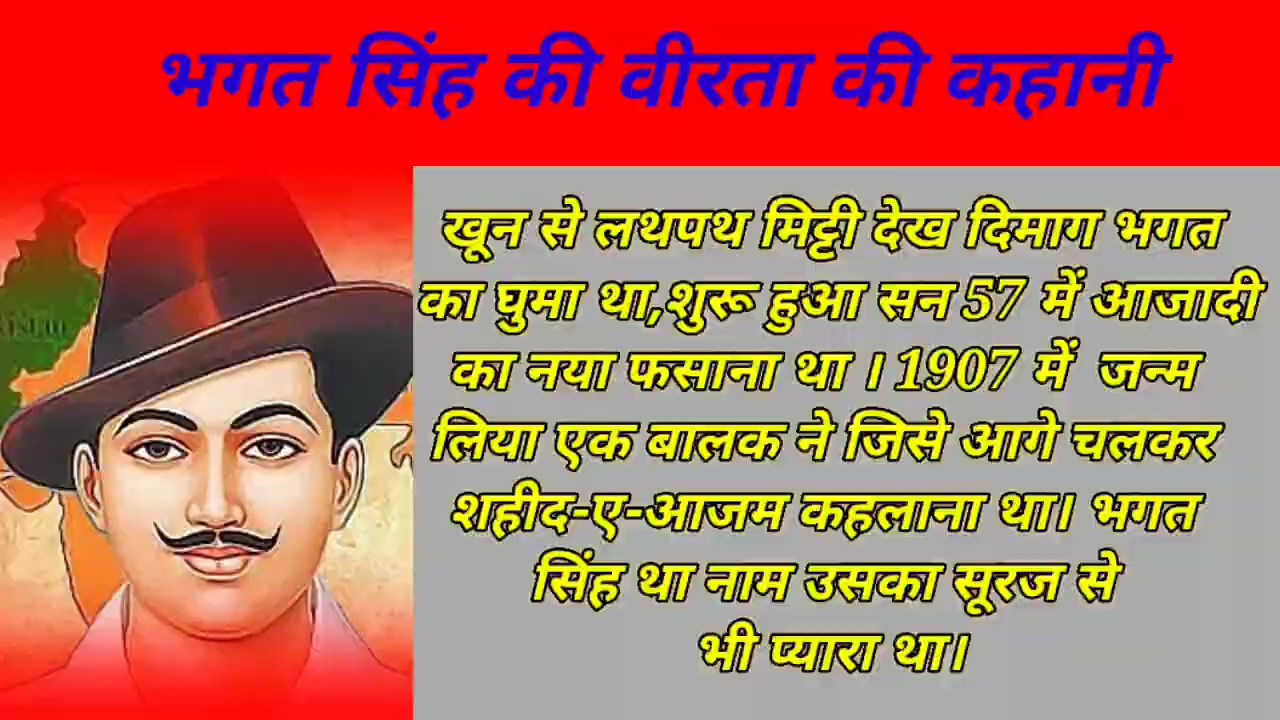 भगत सिंह की वीरता की कहानी
खून से लथपथ मिट्टी देख दिमाग भगत
का घुमा था,शुरू हुआ सन 57 में आजादी
का नया फसाना था । 1907 में जन्म
लिया एक बालक ने जिसे आगे चलकर
शहीद-ए-आजम कहलाना था। भगत
सिंह था नाम उसका सूरज से
भी प्यारा था।